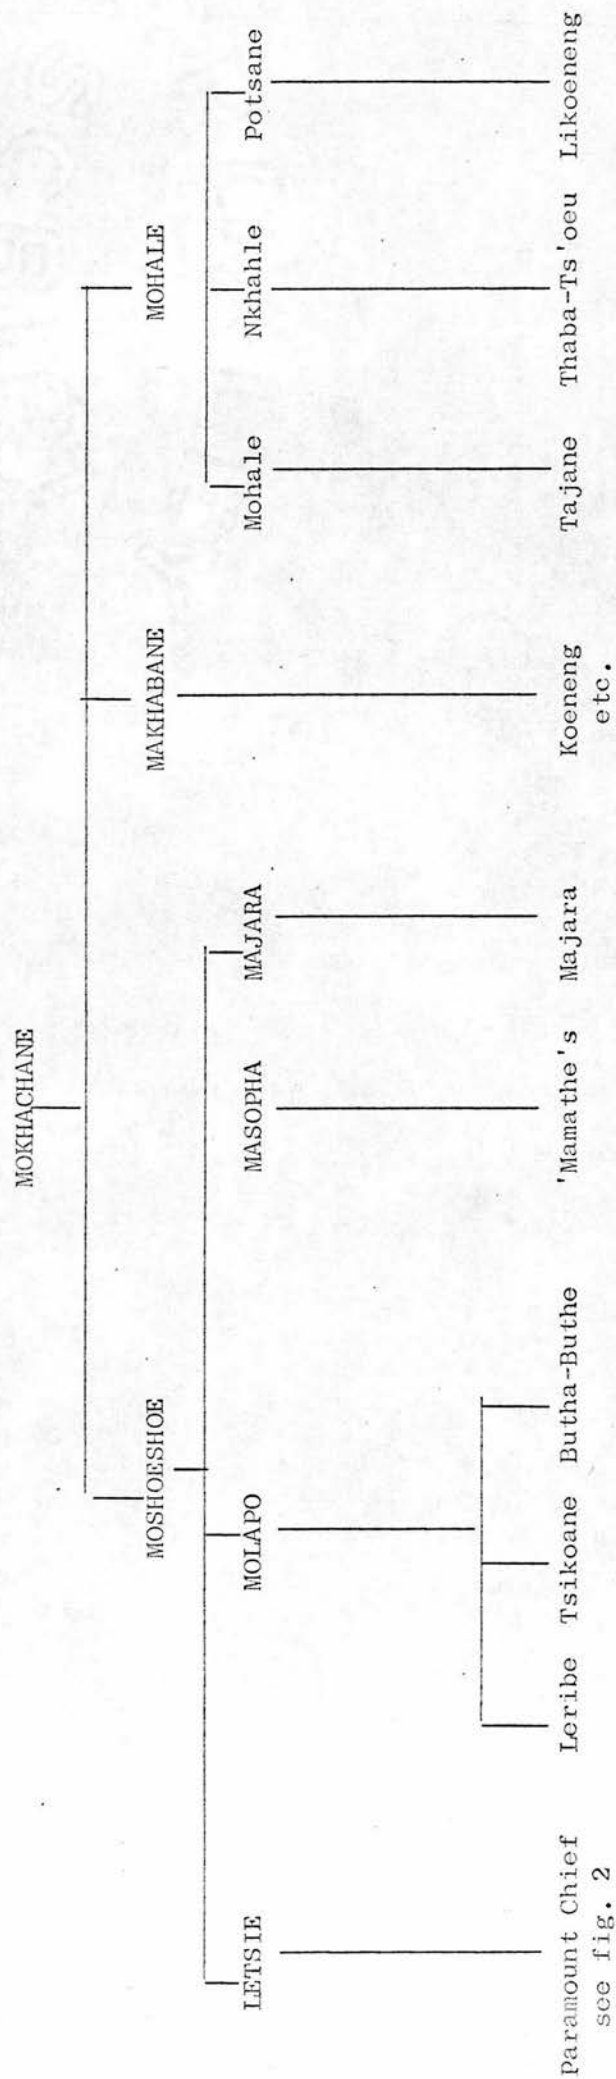 MOKHACHANE
MOSHOESHOE MAKHABANE MOHALE
LETSIE MOLAPO MASOPHA MAJARA Mohale Nkhahle Potsane
Paramount Chief Leribe Tsikoane Butha-Buthe 'Mamathe's Majara Koeneng Tajane Thaba-Ts'oeu Likoeneng
see fig. 2 etc.